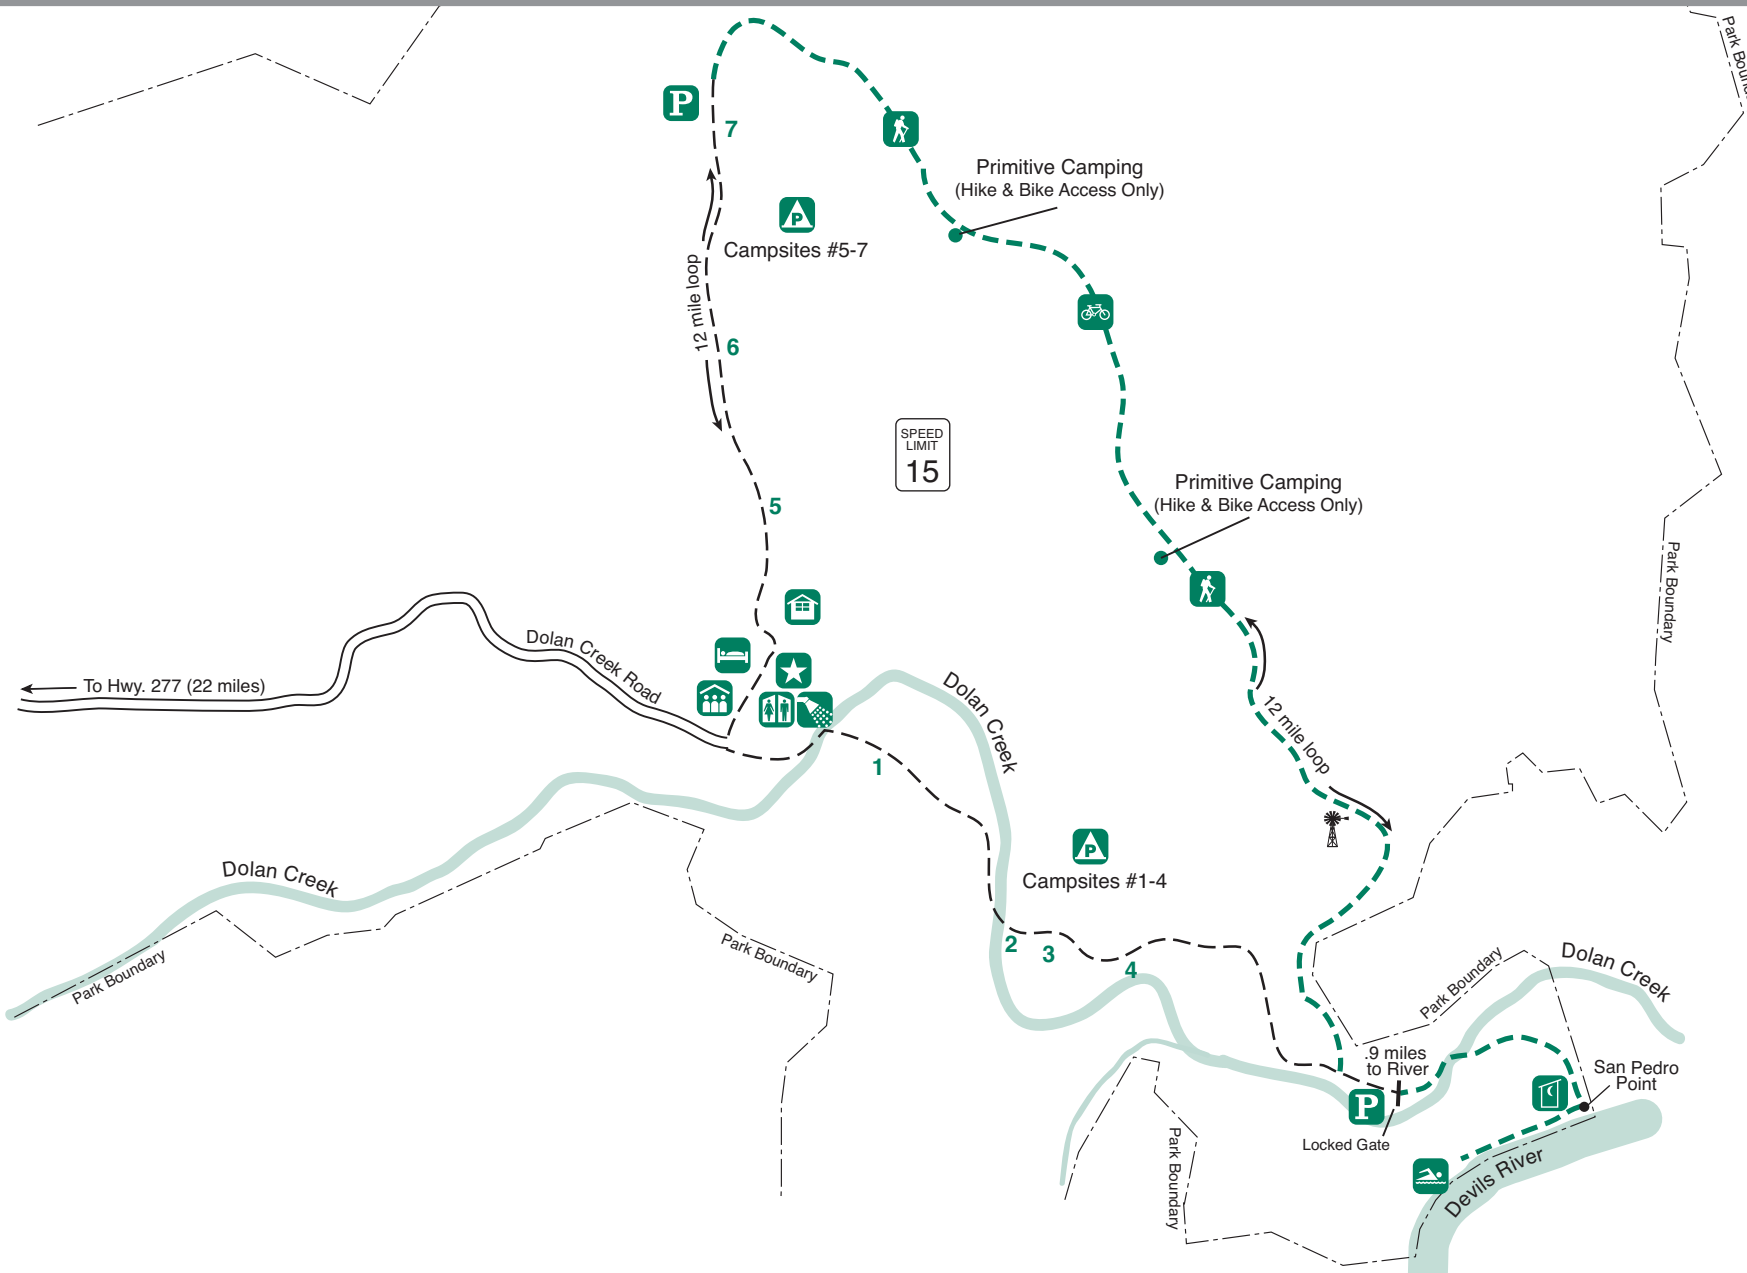 Park Boundary
P
7
Primitive Camping
(Hike & Bike Access Only)
P
Campsites #5-7
12 mile loop
6
SPEED
LIMIT
15
5
Primitive Camping
(Hike & Bike Access Only)
Park Boundary
Dolan Creek Road
To Hwy. 277 (22 miles)
Dolan Creek
12 mile loop
1
P
Campsites #1-4
Dolan Creek
2
3
4
Park Boundary
Park Boundary
Park Boundary
Dolan Creek
.9 miles
to River
San Pedro
Point
P
Locked Gate
Park Boundary
Devils River